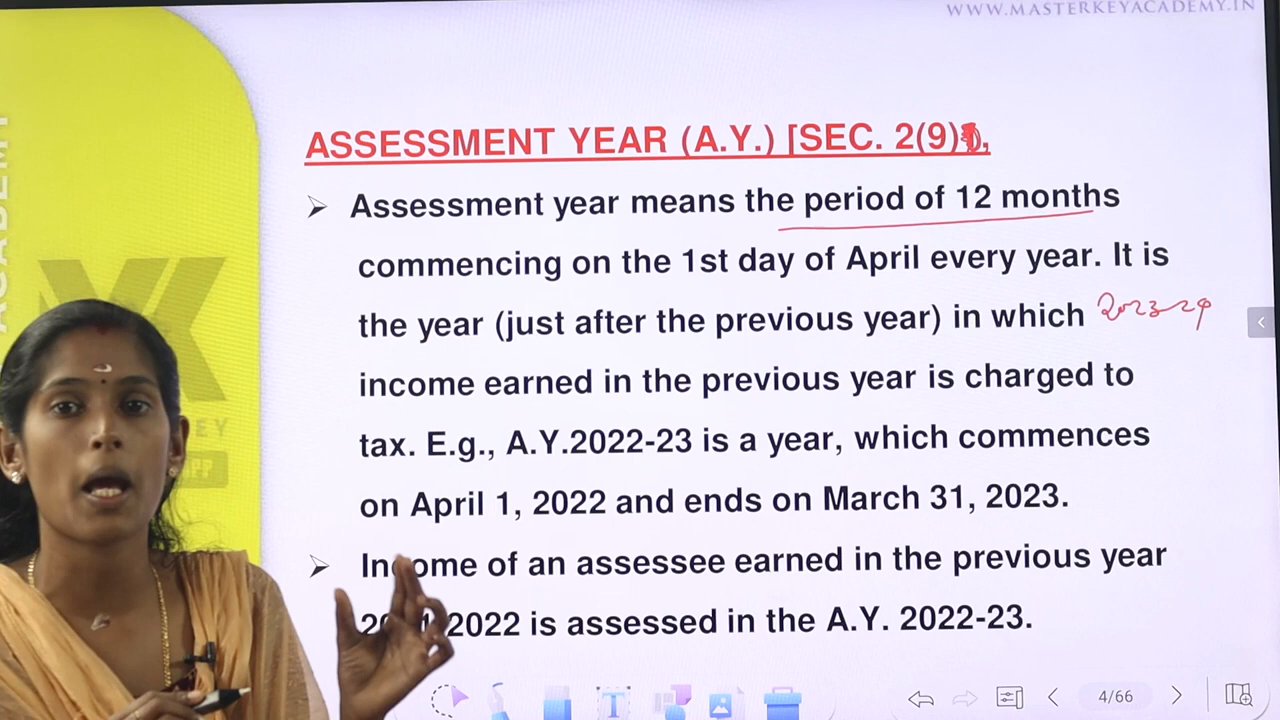 WWW.MASTERKEYACADEMY.IN
ACADEMY
ASSESSMENT YEAR (A.Y.) [SEC. 2(9)],
➢ Assessment year means the period of 12 months
commencing on the 1st day of April every year. It is
the year (just after the previous year) in which 2023-24
income earned in the previous year is charged to
tax. E.g., A.Y.2022-23 is a year, which commences
on April 1, 2022 and ends on March 31, 2023.
➢ Income of an assessee earned in the previous year
2022 is assessed in the A.Y. 2022-23.
T
4/66